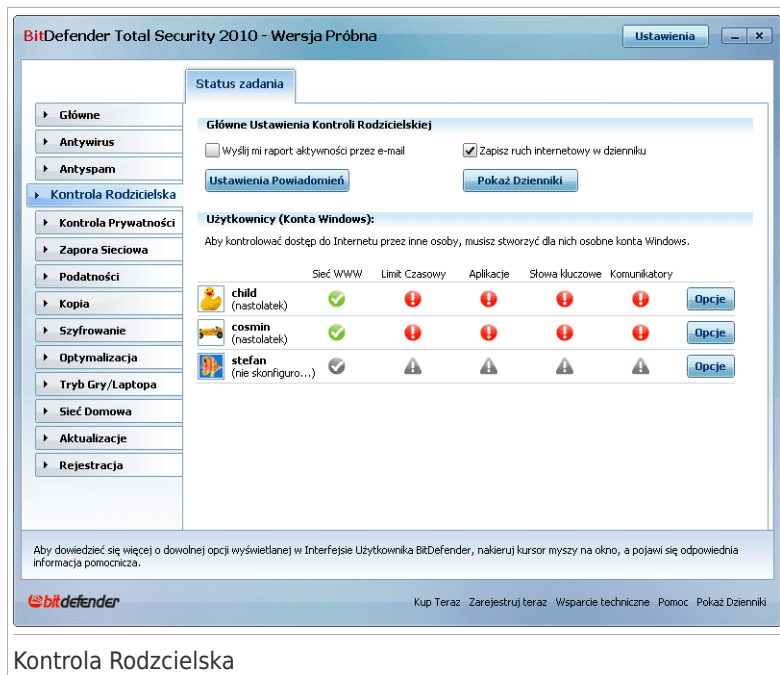 BitDefender Total Security 2010 - Wersja Próbna
Ustawienia
Status zadania
Główne
Antywirus
Antyspam
Kontrola Rodzicielska
Kontrola Prywatności
Zapora Sieciowa
Podatności
Kopia
Szyfrowanie
Optymalizacja
Tryb Gry/Laptopa
Sieć Domowa
Aktualizacje
Rejestracja
Główne Ustawienia Kontroli Rodzicielskiej
Wyślij mi raport aktywności przez e-mail
Zapisz ruch internetowy w dzienniku
Ustawienia Powiadomień
Pokaż Dzienniki
Użytkownicy (Konta Windows):
Aby kontrolować dostęp do Internetu przez inne osoby, musisz stworzyć dla nich osobne konta Windows.
Sieć WWW Limit Czasowy Aplikacje Słowa kluczowe Komunikatory
child
(nastolatek)
Opcje
cosmin
(nastolatek)
Opcje
stefan
(nie skonfiguro...)
Opcje
Aby dowiedzieć się więcej o dowolnej opcji wyświetlanej w Interfejsie Użytkownika BitDefender, nakieruj kursor myszy na okno, a pojawi się odpowiednia
informacja pomocnicza.
bitdefender
Kup Teraz Zarejestruj teraz Wsparcie techniczne Pomoc Pokaż Dzienniki
Kontrola Rodzcielska